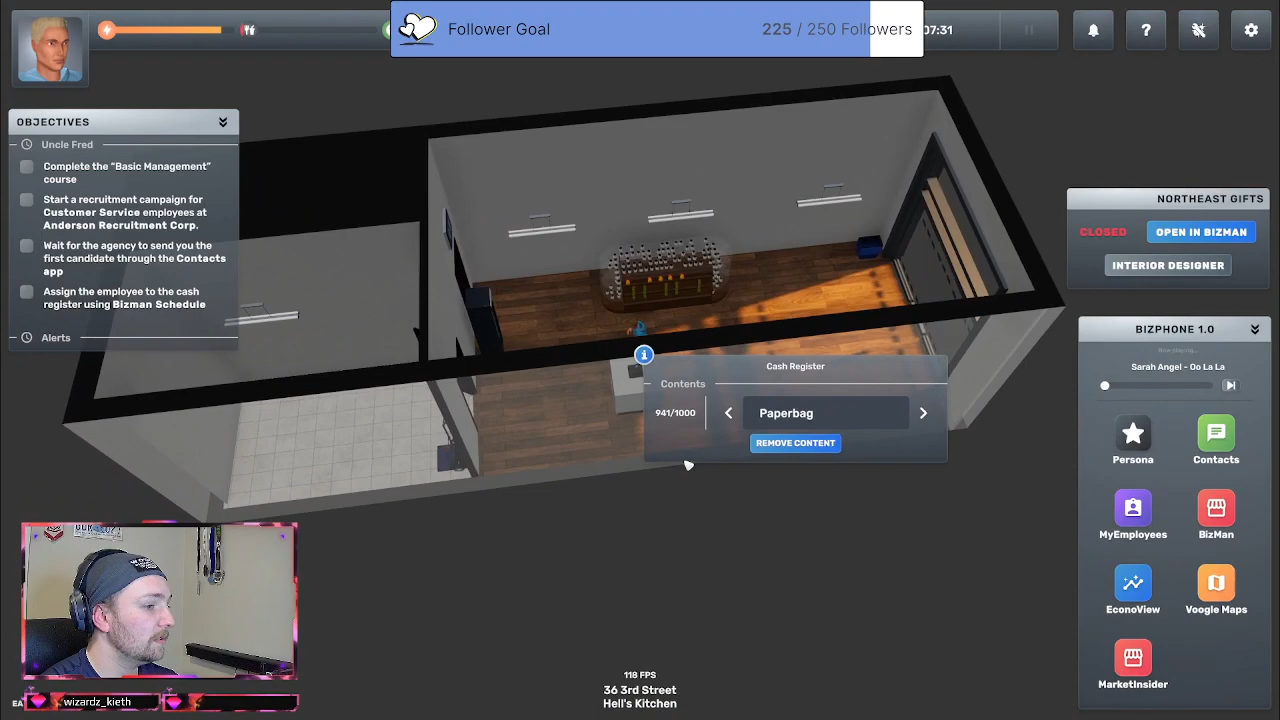 Follower Goal
225 / 250 Followers
07:31
OBJECTIVES
Uncle Fred
Complete the "Basic Management"
course
Start a recruitment campaign for
Customer Service employees at
Anderson Recruitment Corp.
Wait for the agency to send you the
first candidate through the Contacts
app
Assign the employee to the cash
register using Bizman Schedule
Alerts
NORTHEAST GIFTS
CLOSED
OPEN IN BIZMAN
INTERIOR DESIGNER
BIZPHONE 1.0
Now playing...
Sarah Angel - Oo La La
Persona
Contacts
MyEmployees
BizMan
EconoView
Voogle Maps
MarketInsider
Cash Register
Contents
941/1000
Paperbag
REMOVE CONTENT
118 FPS
36 3rd Street
Hell's Kitchen
EA
wizardz_kieth